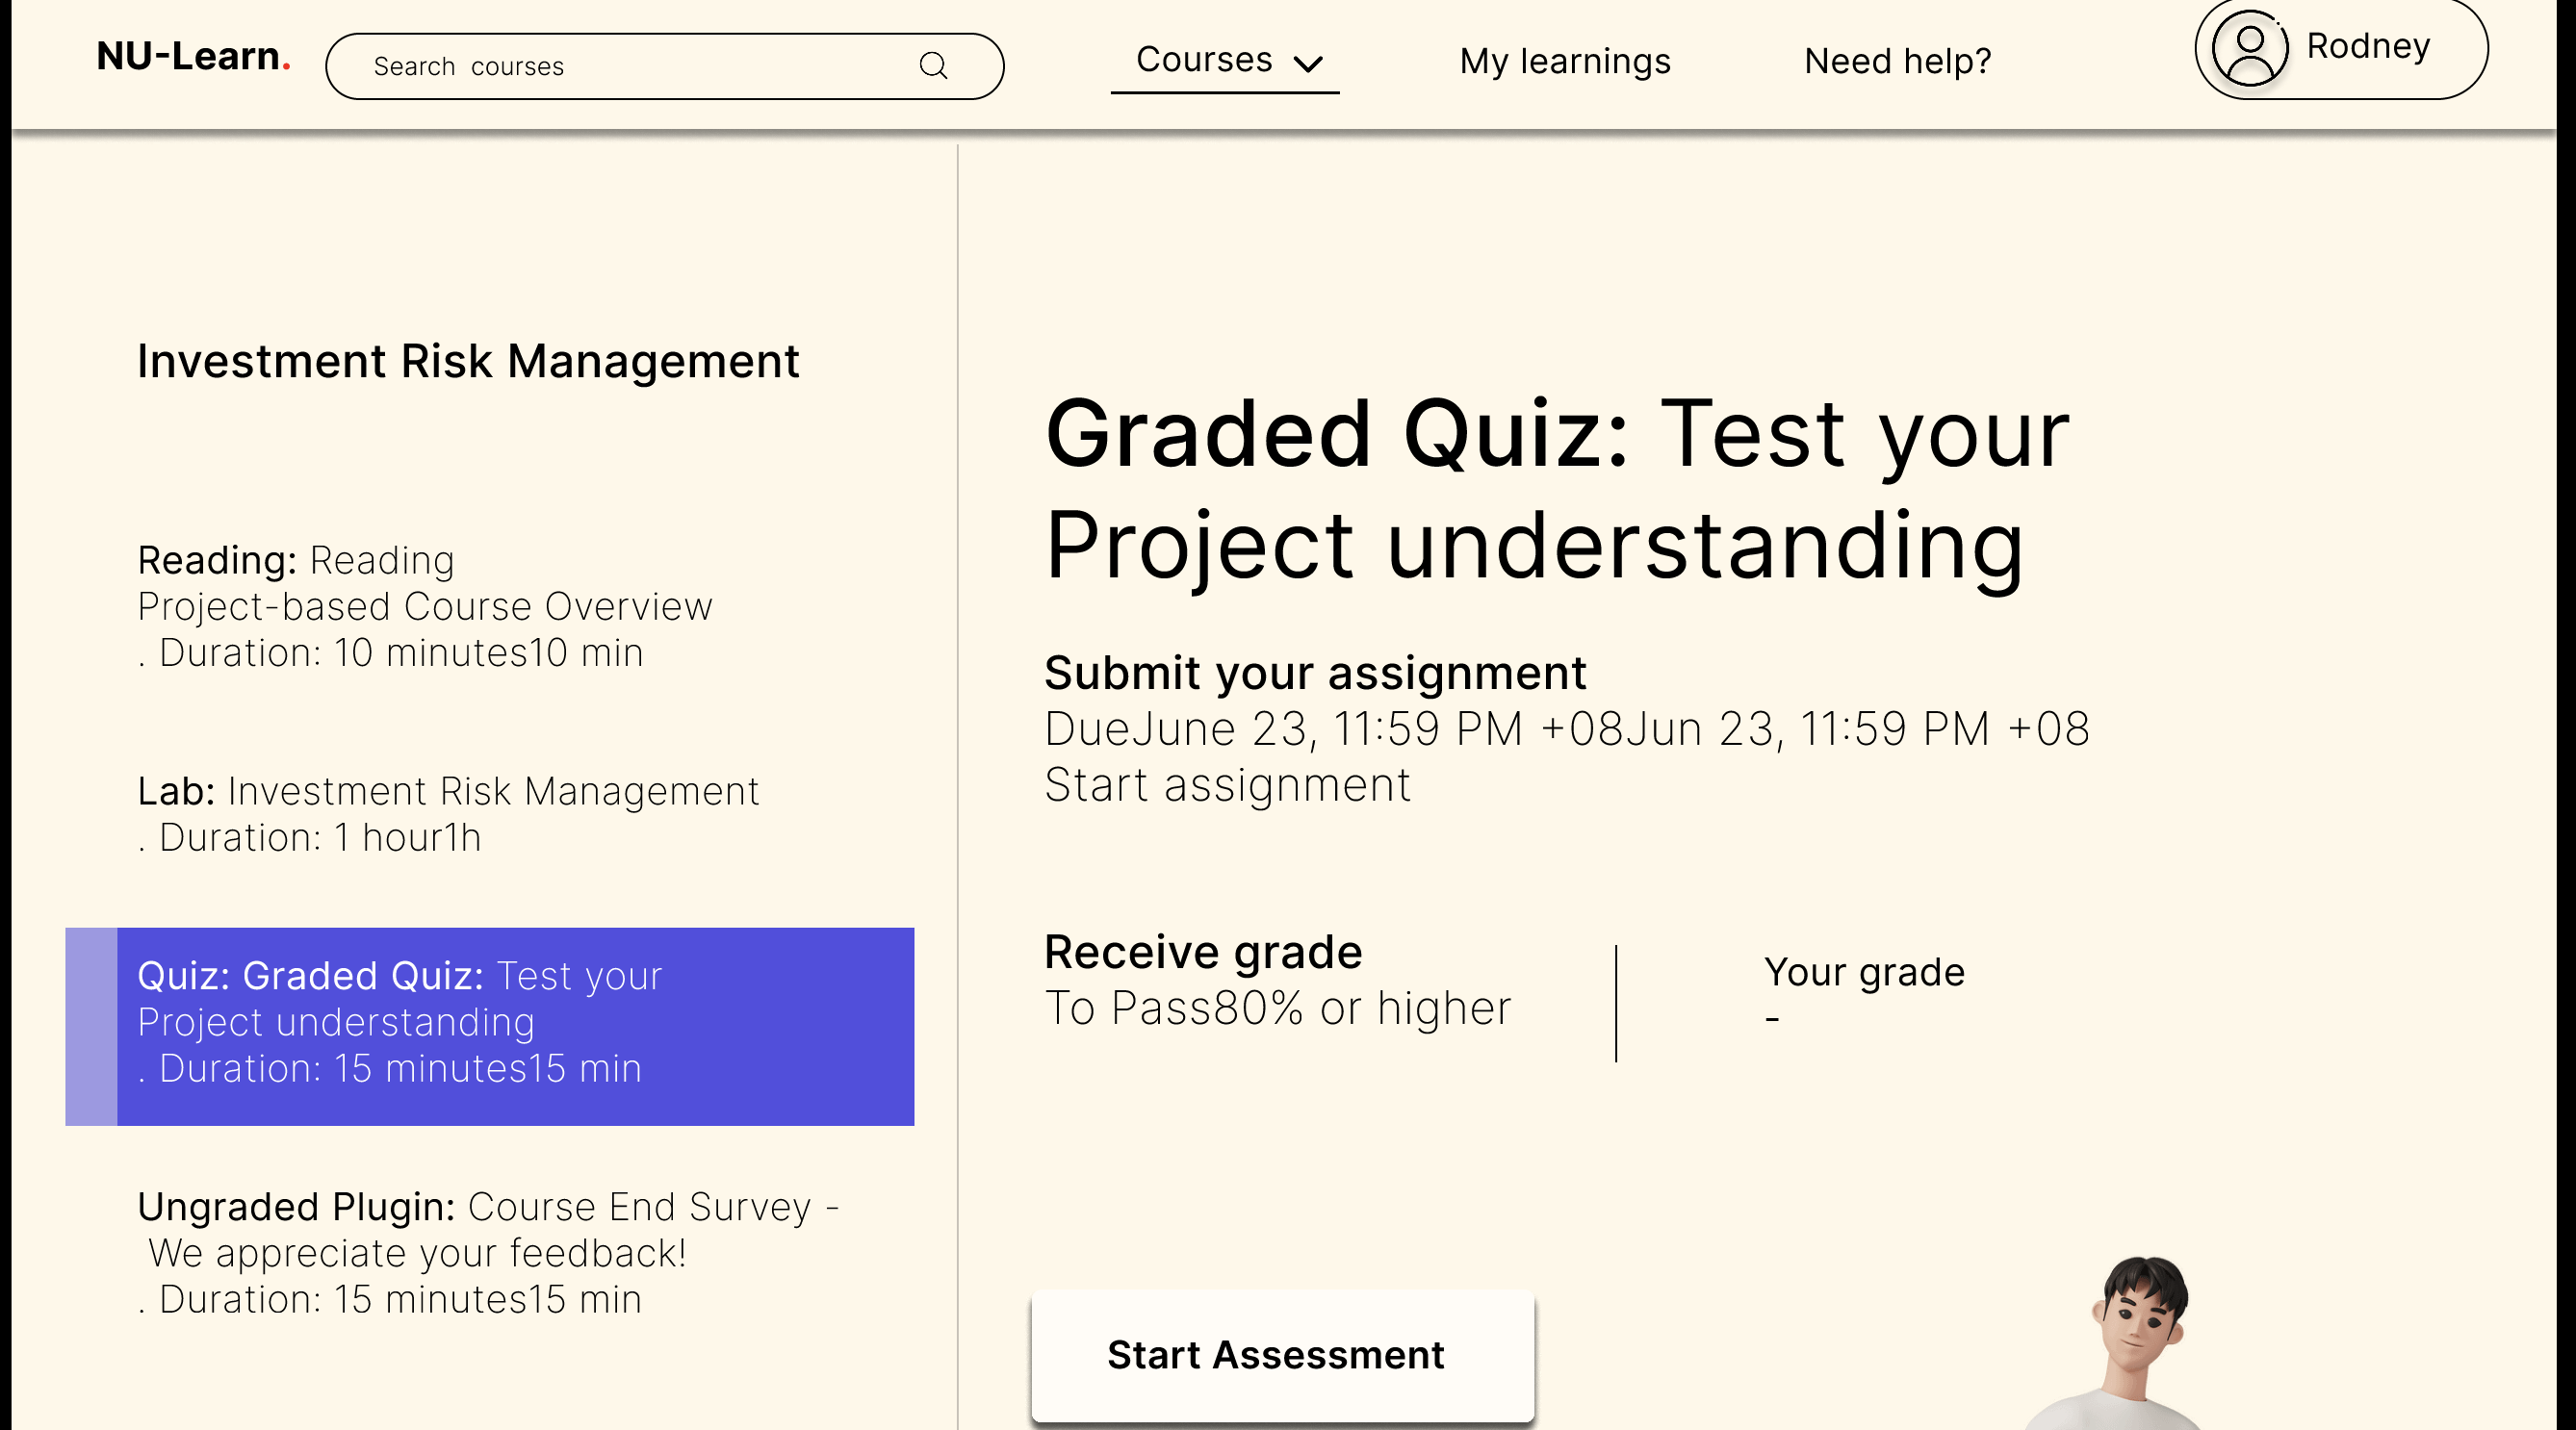 NU-Learn.
Search courses
Courses
My learnings
Need help?
Rodney
Investment Risk Management
Reading: Reading
Project-based Course Overview
. Duration: 10 minutes10 min
Lab: Investment Risk Management
. Duration: 1 hour1h
Quiz: Graded Quiz: Test your
Project understanding
. Duration: 15 minutes15 min
Ungraded Plugin: Course End Survey -
We appreciate your feedback!
. Duration: 15 minutes15 min
Graded Quiz: Test your
Project understanding
Submit your assignment
DueJune 23, 11:59 PM +08Jun 23, 11:59 PM +08
Start assignment
Receive grade
To Pass80% or higher
Your grade
-
Start Assessment